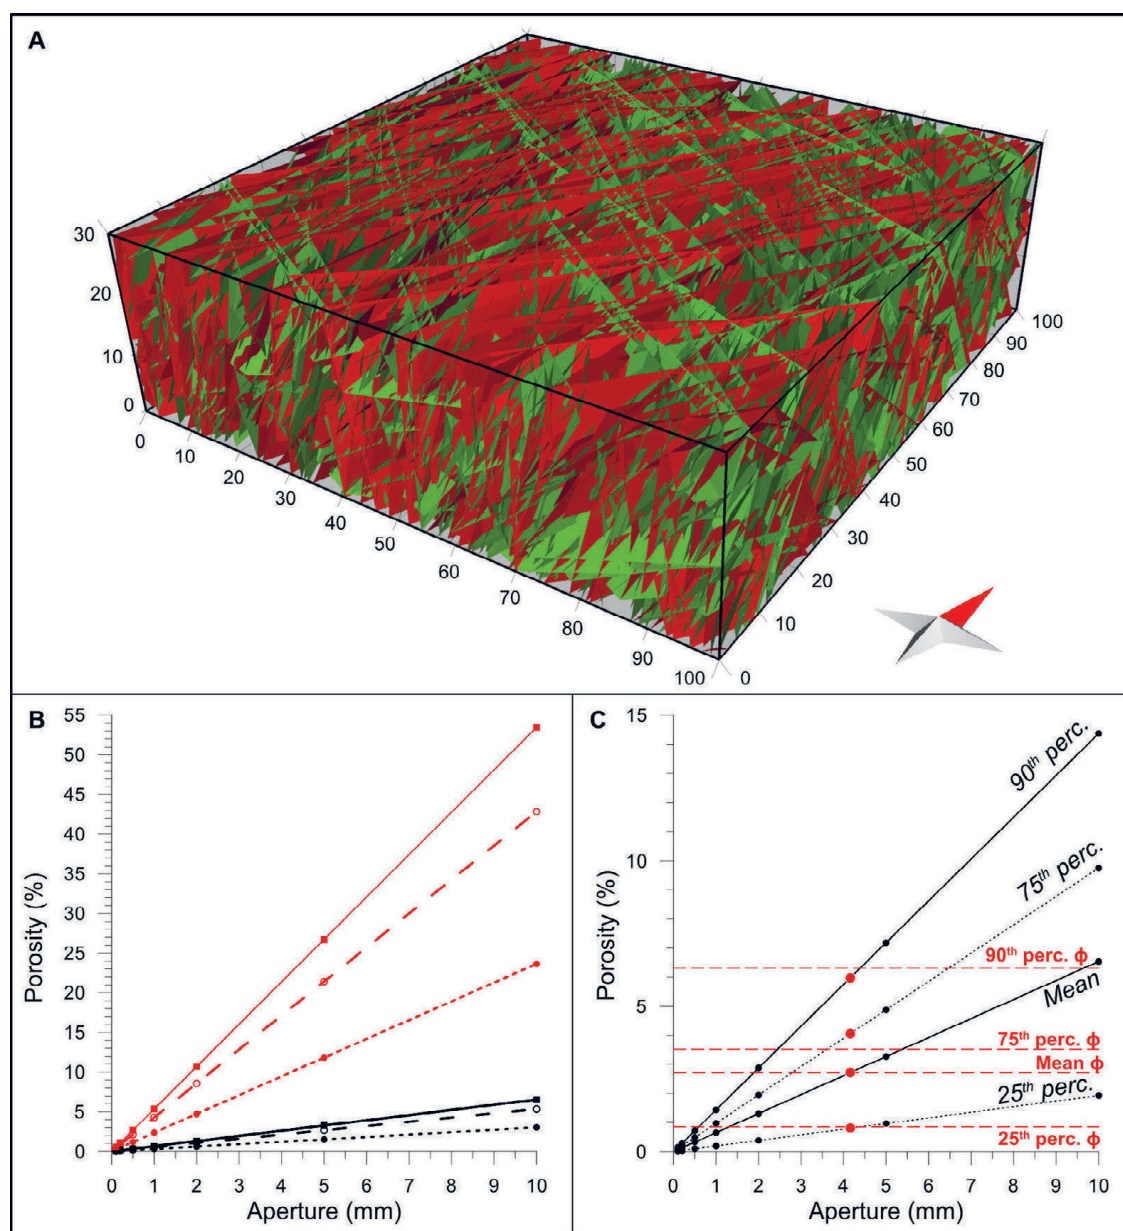 A
30
20
10
0
0
10
20
30
40
50
60
70
80
90
100
0
10
20
30
40
50
60
70
80
90
100
B
55
50
45
40
35
30
25
20
15
10
5
0
Porosity (%)
0 1 2 3 4 5 6 7 8 9 10
Aperture (mm)
C
15
10
5
0
Porosity (%)
90th perc.
75th perc.
90th perc. ϕ
Mean
75th perc. ϕ
Mean ϕ
25th perc.
25th perc. ϕ
0 1 2 3 4 5 6 7 8 9 10
Aperture (mm)